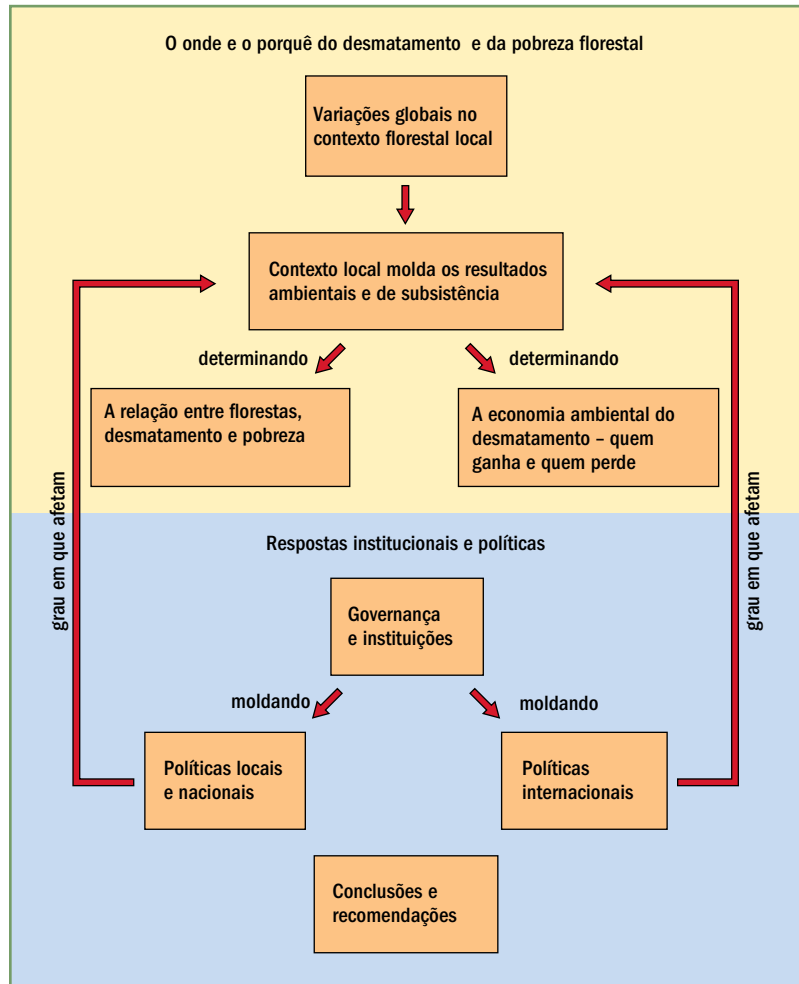 O onde e o porquê do desmatamento e da pobreza florestal
Variações globais no
contexto florestal local
Contexto local molda os resultados
ambientais e de subsistência
determinando
determinando
A relação entre florestas,
desmatamento e pobreza
A economia ambiental do
desmatamento – quem
ganha e quem perde
grau em que afetam
grau em que afetam
Respostas institucionais e políticas
Governança
e instituições
moldando
moldando
Políticas locais
e nacionais
Políticas
internacionais
Conclusões e
recomendações